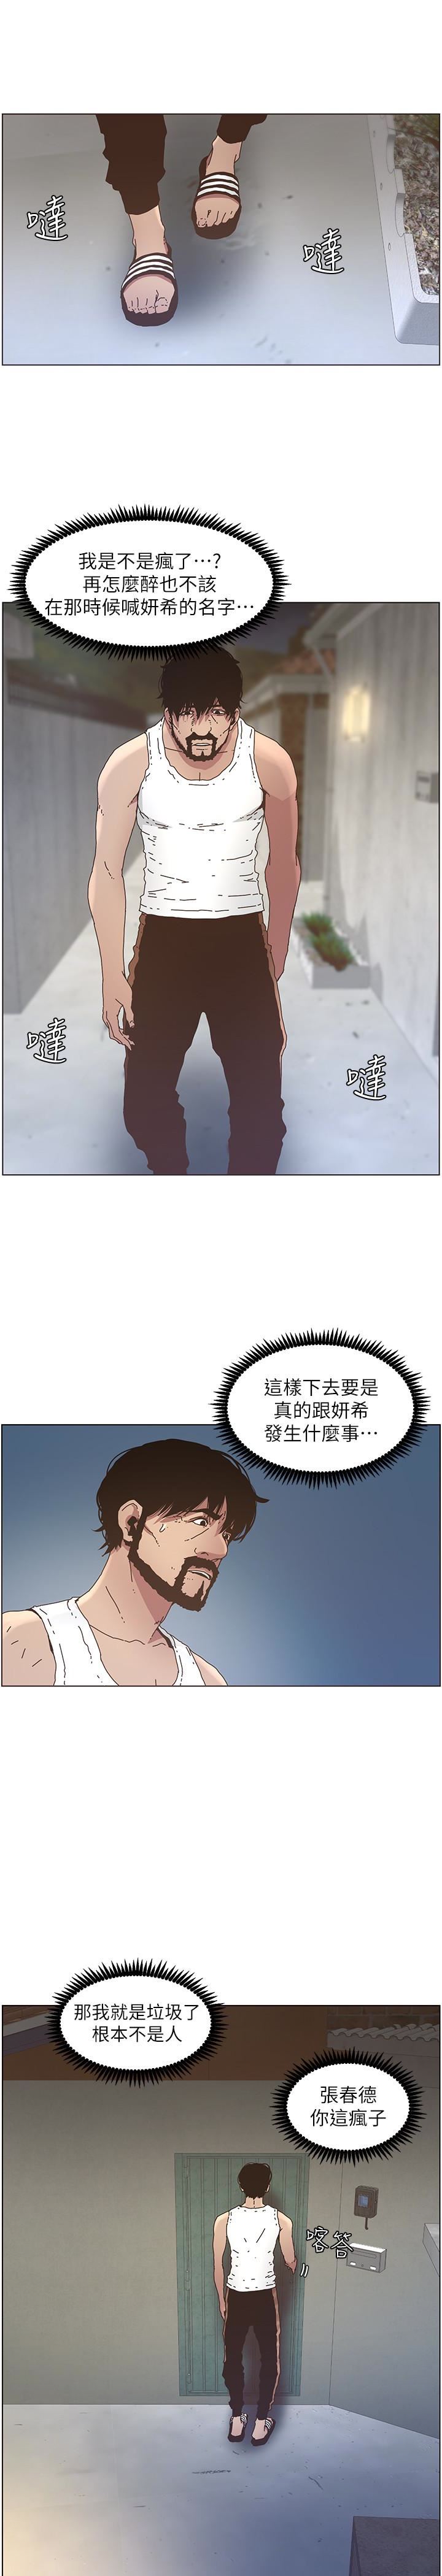 噠
噠
我是不是瘋了⋯?
再怎麼醉也不該
在那時候喊妍希的名字⋯
噠
噠
這樣下去要是
真的跟妍希
發生什麼事⋯
那我就是垃圾了
根本不是人
張春德
你這瘋子
喀答